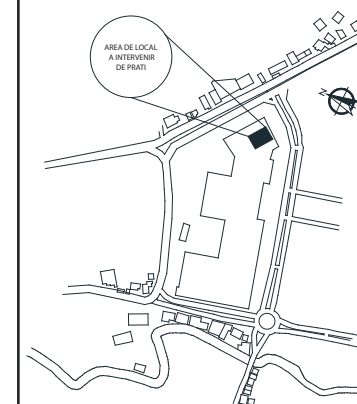 AREA DE LOCAL
A INTERVENIR
DE PRATI
N